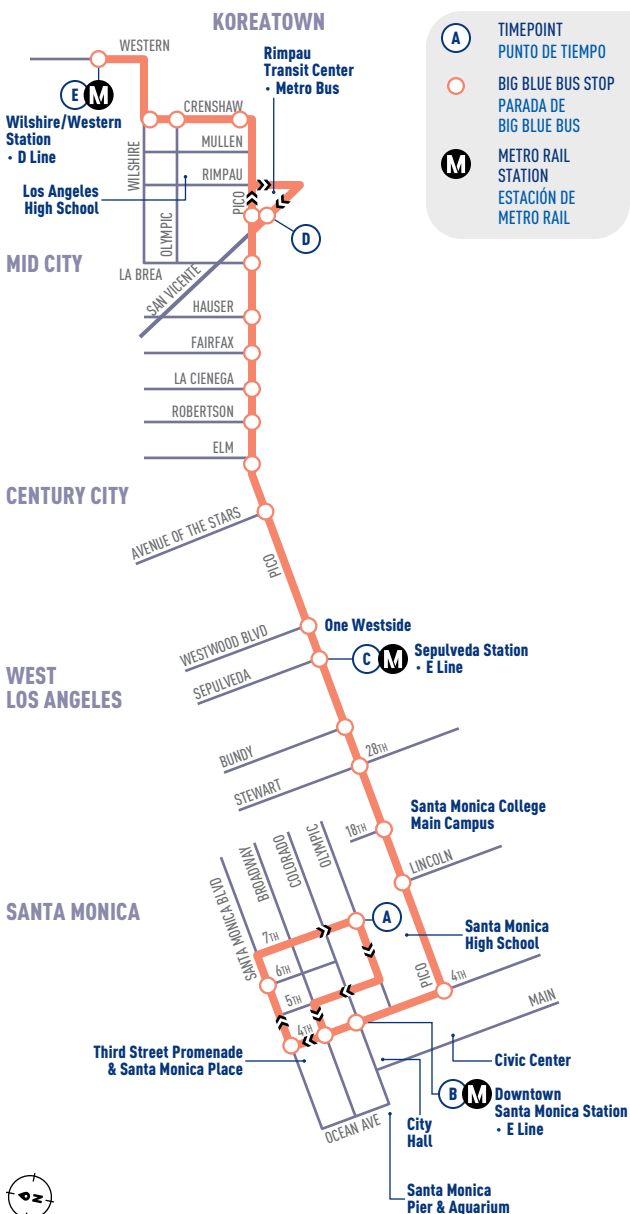 KOREATOWN
WESTERN
E M
Wilshire/Western
Station
• D Line
Rimpau
Transit Center
• Metro Bus
CRENSHAW
WILSHIRE
MULLEN
RIMPAU
Los Angeles
High School
OLYMPIC
PICO
D
MID CITY
LA BREA
SAN VICENTE
HAUSER
FAIRFAX
LA CIENEGA
ROBERTSON
ELM
CENTURY CITY
AVENUE OF THE STARS
PICO
WESTWOOD BLVD
One Westside
SEPULVEDA
C M
Sepulveda Station
• E Line
WEST
LOS ANGELES
BUNDY
28TH
STEWART
Santa Monica College
Main Campus
18TH
LINCOLN
SANTA MONICA
SANTA MONICA BLVD
BROADWAY
COLORADO
OLYMPIC
7TH
A
6TH
5TH
4TH
Santa Monica
High School
PICO
4TH
MAIN
Third Street Promenade
& Santa Monica Place
Civic Center
B M
Downtown
Santa Monica Station
• E Line
City
Hall
OCEAN AVE
Santa Monica
Pier & Aquarium
N
A
TIMEPOINT
PUNTO DE TIEMPO
BIG BLUE BUS STOP
PARADA DE
BIG BLUE BUS
M
METRO RAIL
STATION
ESTACIÓN DE
METRO RAIL